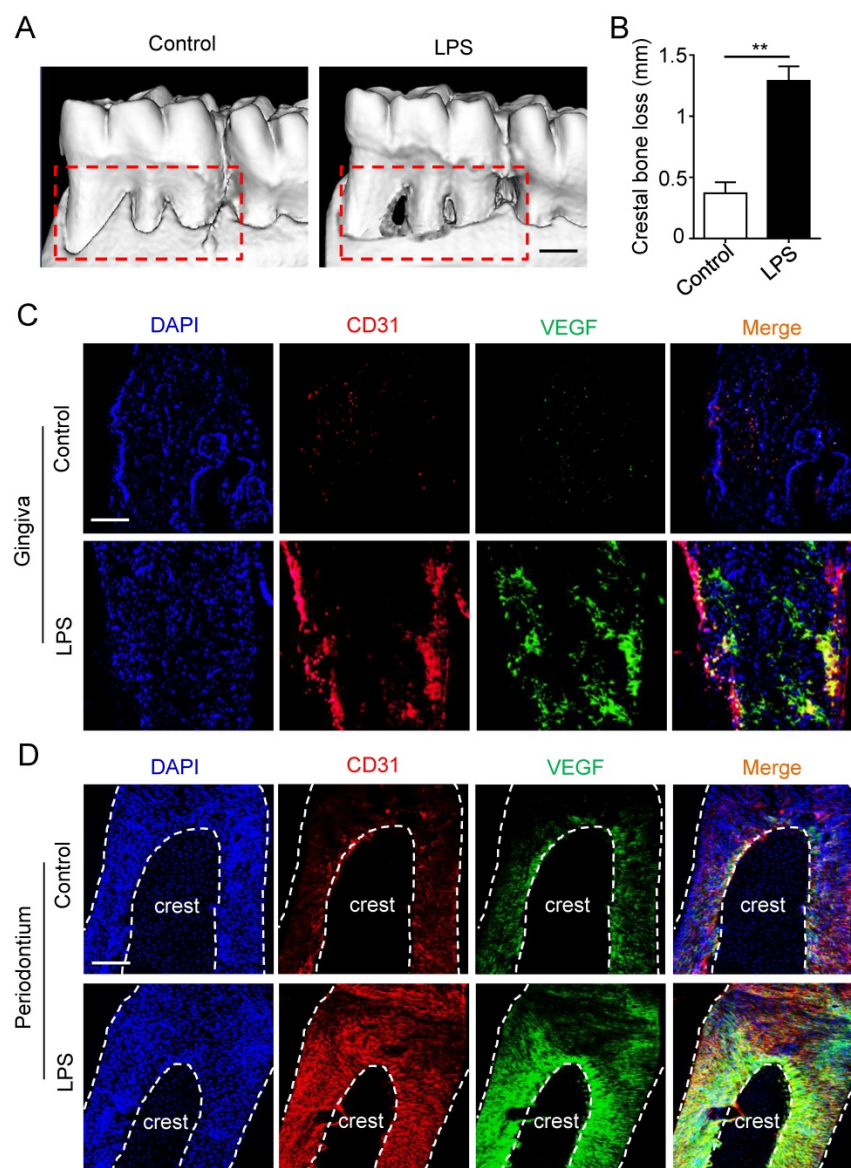 A
Control
LPS
B
**
Crestal bone loss (mm)
1.5
1
0.5
0
Control
LPS
C
DAPI
CD31
VEGF
Merge
Gingiva
Control
LPS
D
DAPI
CD31
VEGF
Merge
Periodontium
Control
crest
crest
crest
crest
LPS
crest
crest
crest
crest